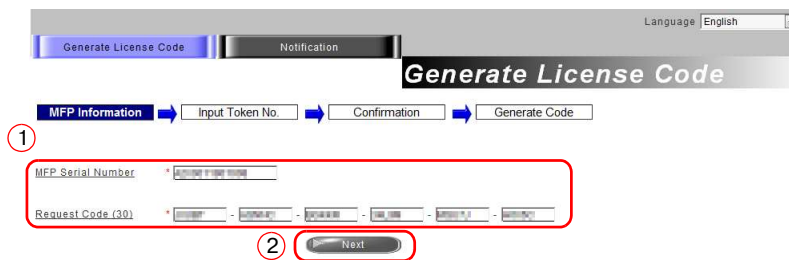 Language English
Generate License Code Notification
Generate License Code
MFP Information Input Token No. Confirmation Generate Code
1
MFP Serial Number *
Request Code (30) * - - - - -
2 Next